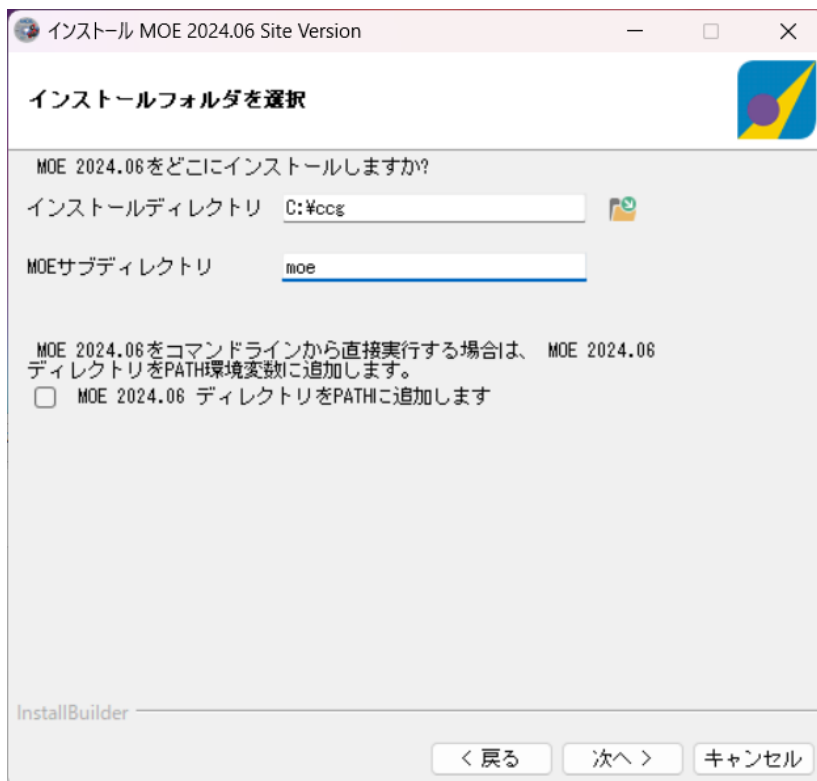 インストール MOE 2024.06 Site Version
インストールフォルダを選択
MOE 2024.06をどこにインストールしますか?
インストールディレクトリ C:¥ccg
MOEサブディレクトリ moe
MOE 2024.06をコマンドラインから直接実行する場合は、 MOE 2024.06
ディレクトリをPATH環境変数に追加します。
MOE 2024.06 ディレクトリをPATHに追加します
InstallBuilder
< 戻る 次へ > キャンセル